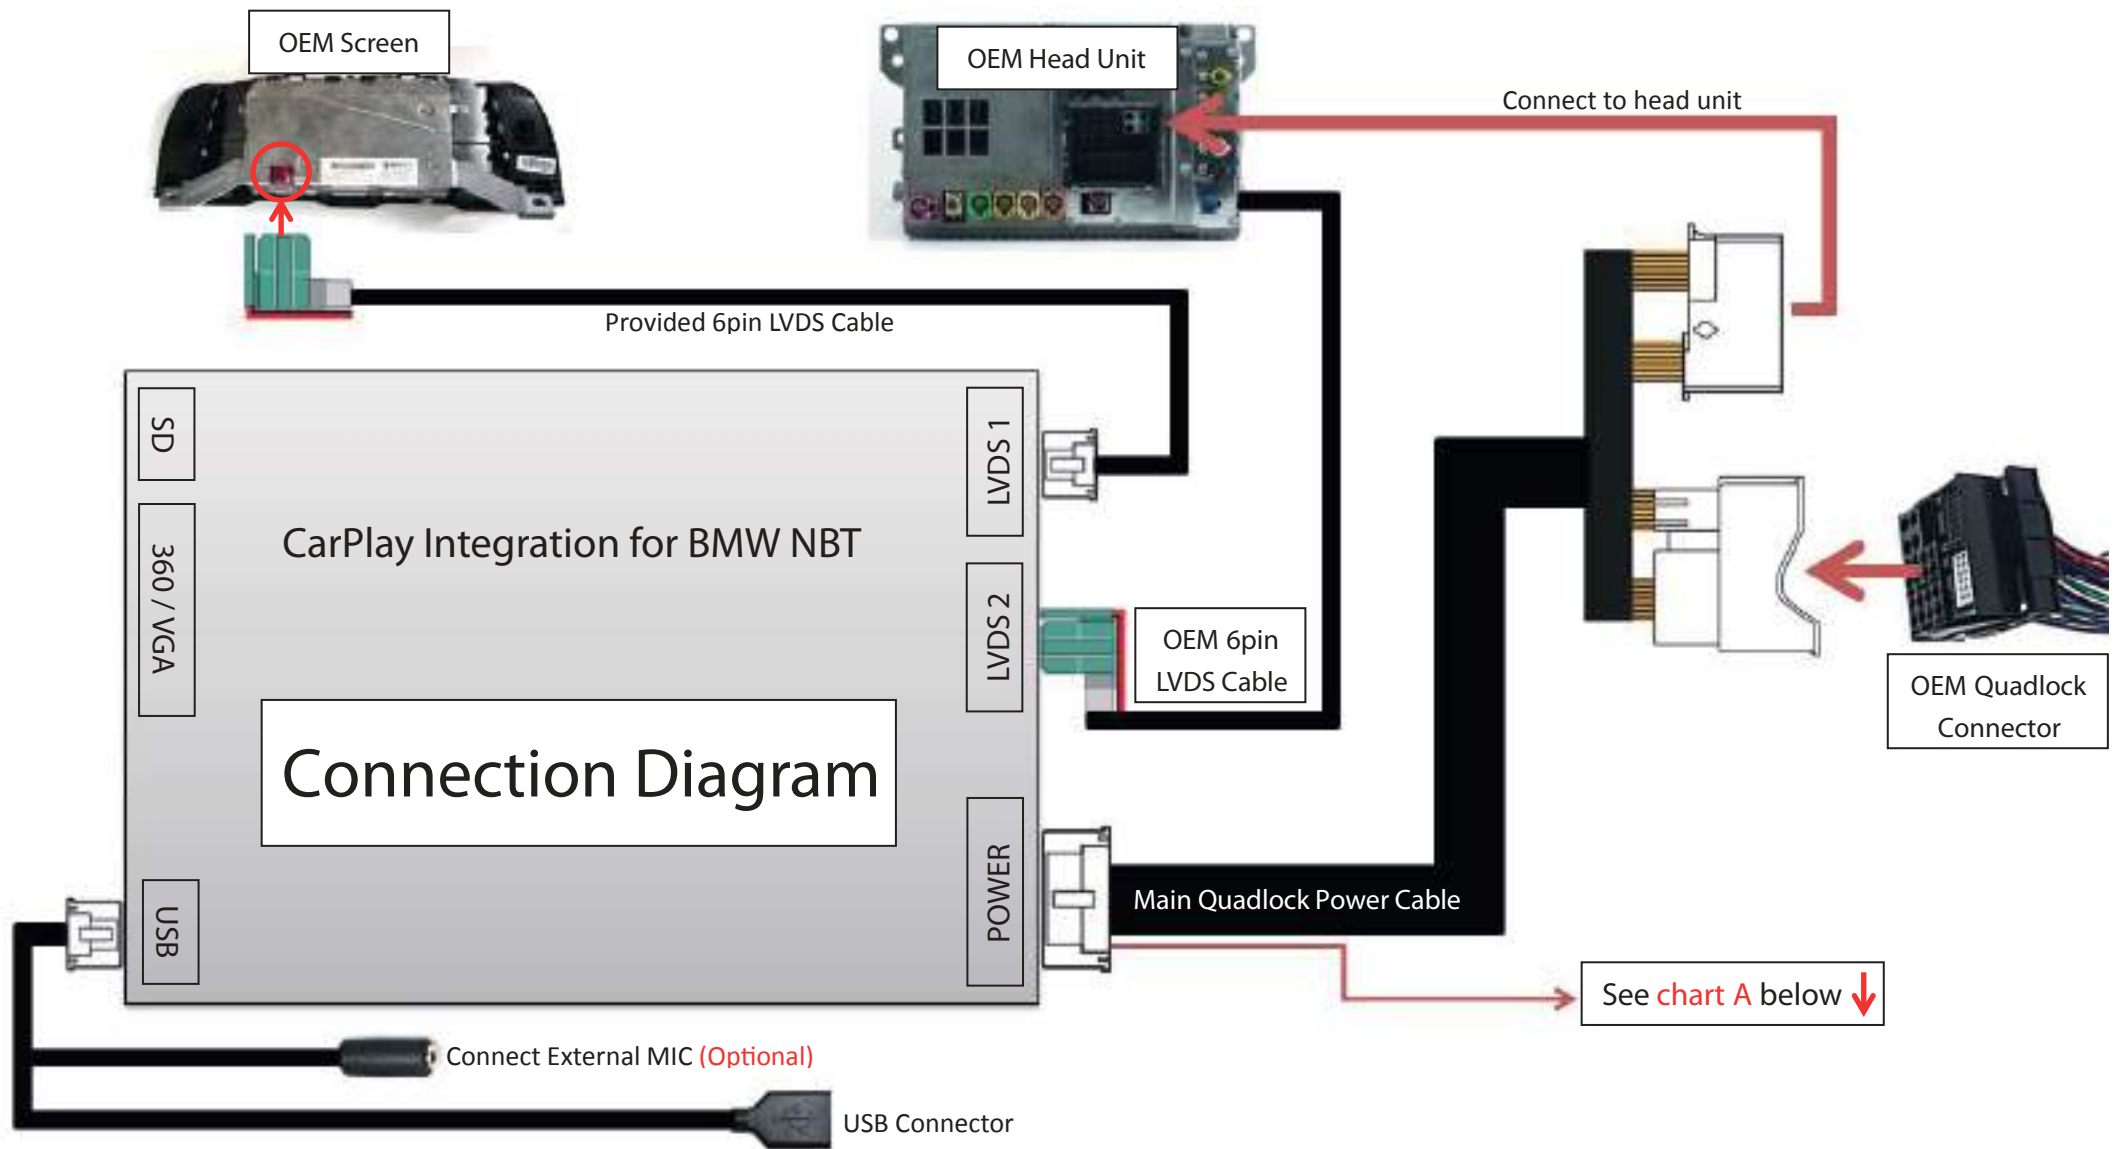 OEM Screen
OEM Head Unit
Connect to head unit
Provided 6pin LVDS Cable
SD
LVDS 1
CarPlay Integration for BMW NBT
360 / VGA
LVDS 2
OEM 6pin
LVDS Cable
OEM Quadlock
Connector
Connection Diagram
POWER
Main Quadlock Power Cable
USB
See chart A below
Connect External MIC (Optional)
USB Connector